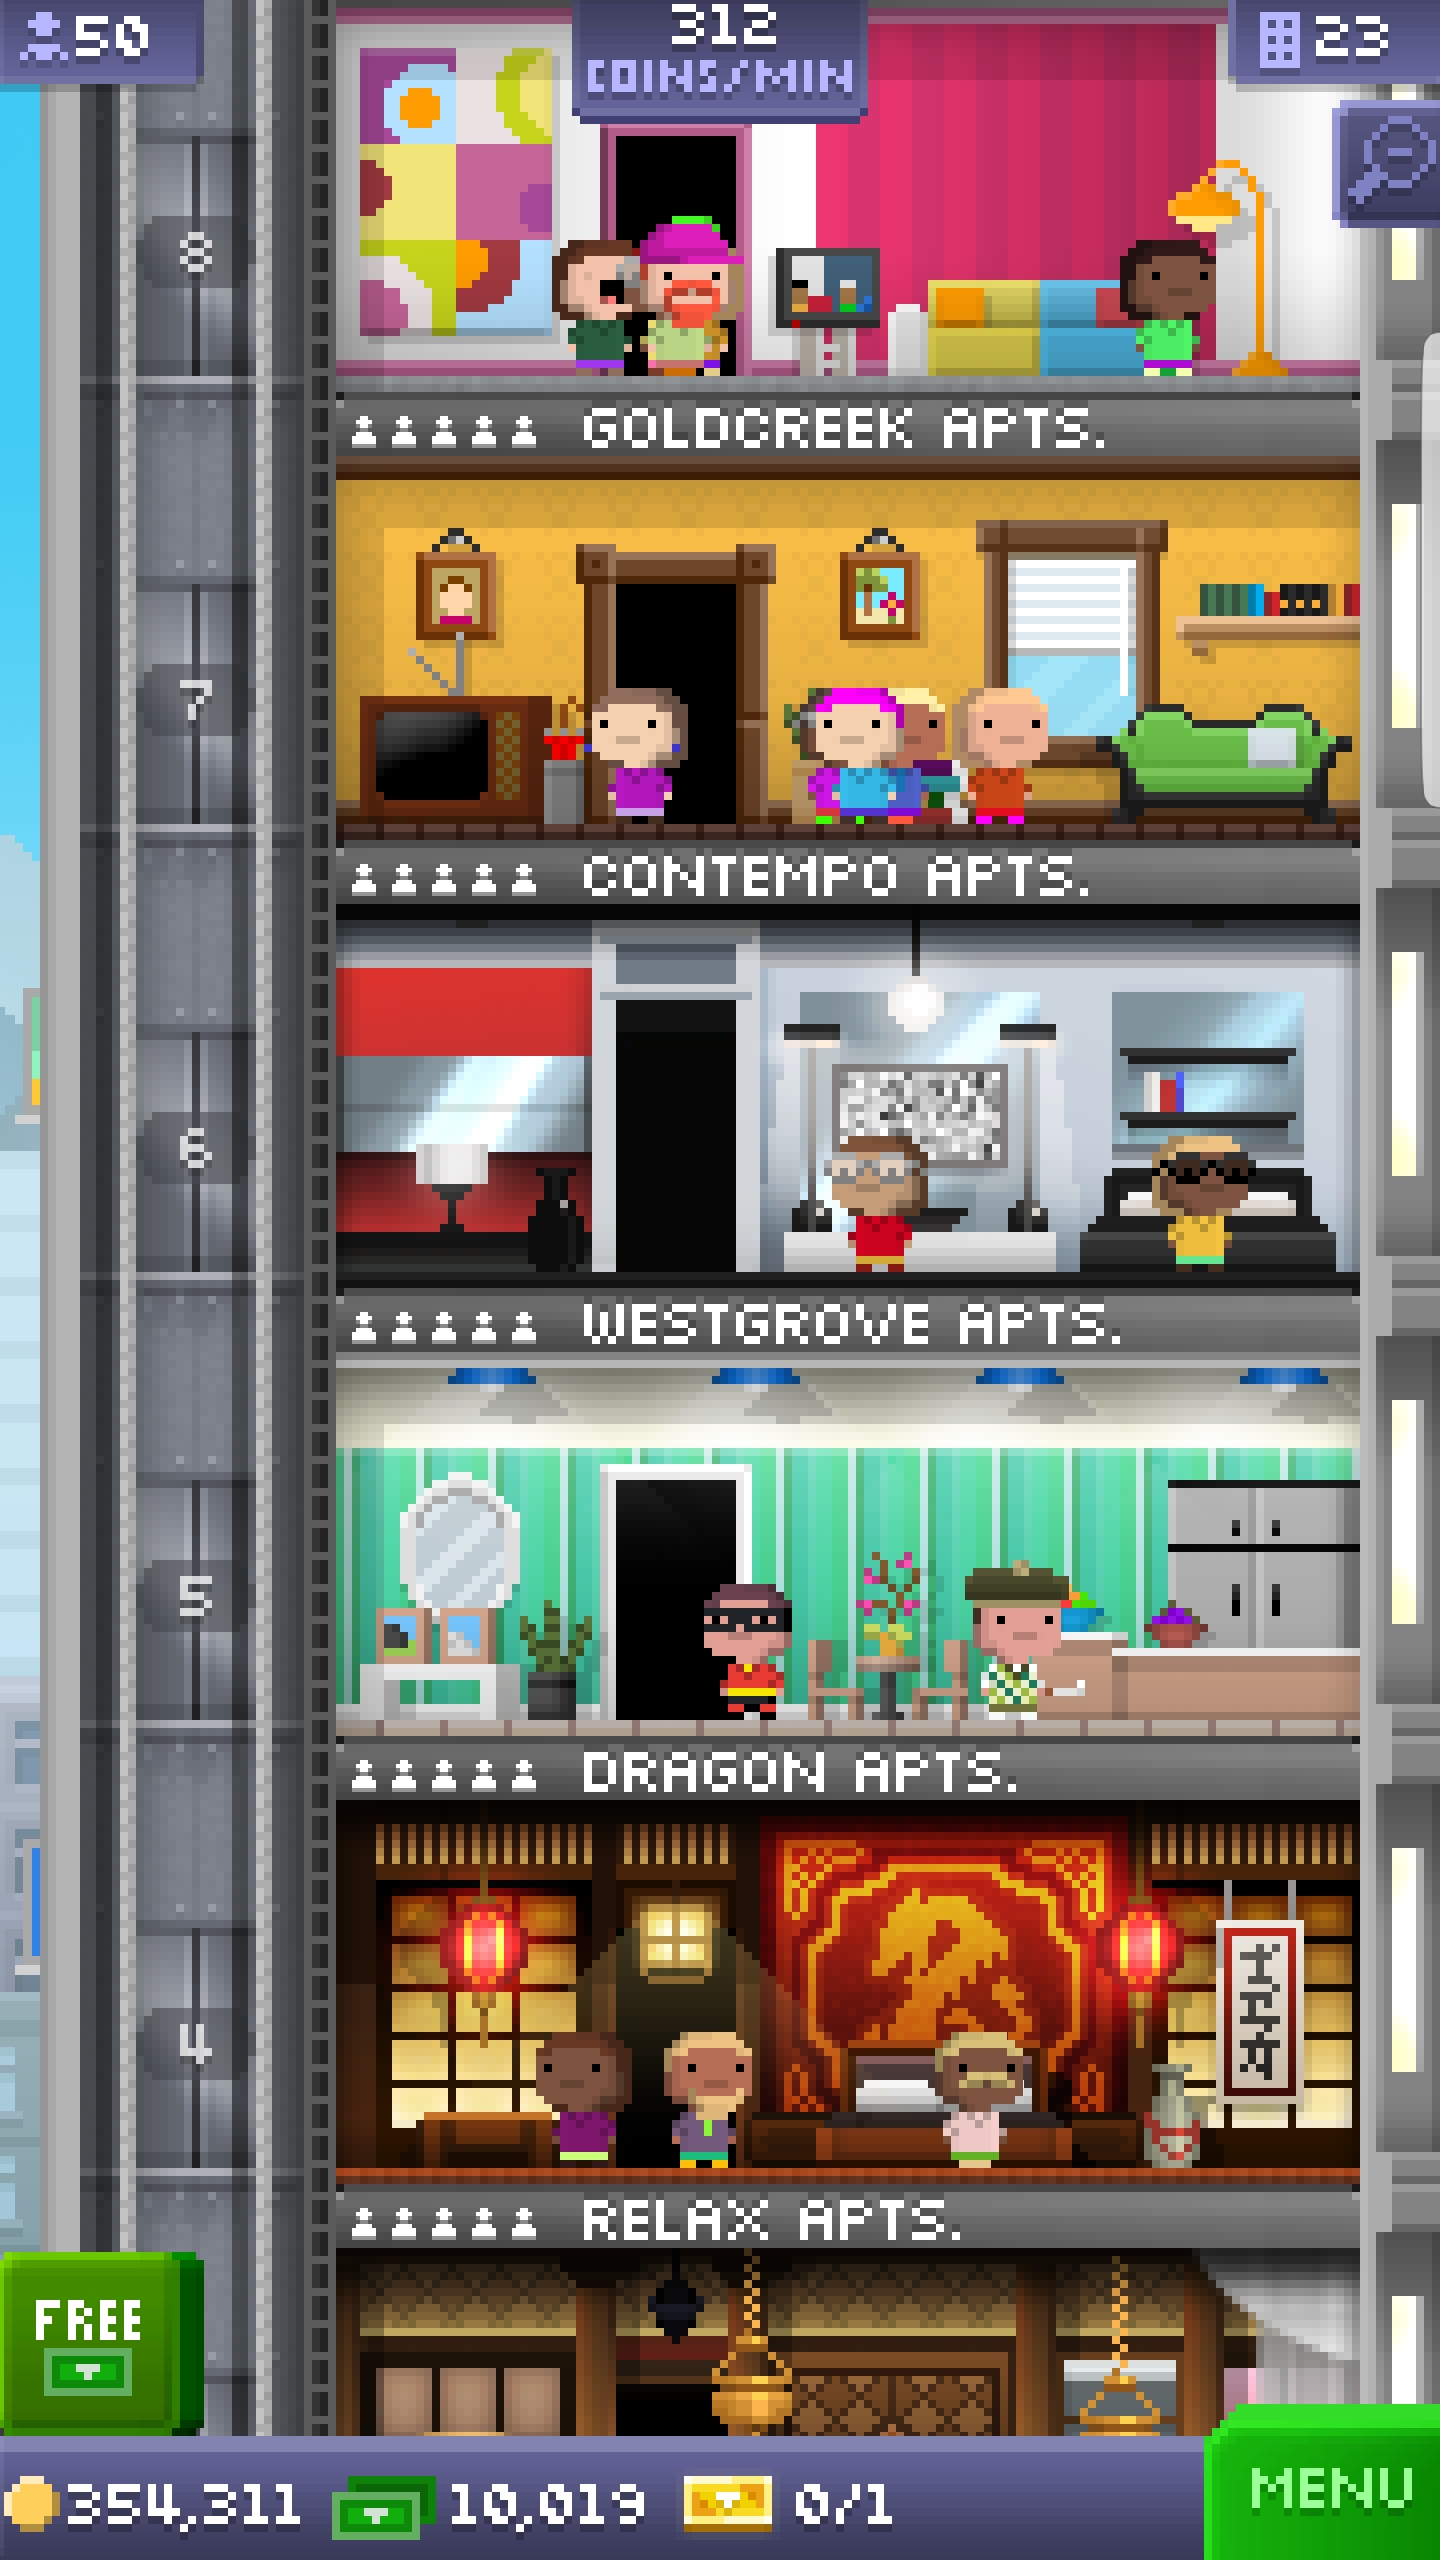 50
312
COINS/MIN
23
8
GOLDCREEK APTS.
7
CONTEMPO APTS.
6
WESTGROVE APTS.
5
DRAGON APTS.
4
RELAX APTS.
FREE
354,311
10,019
0/1
MENU